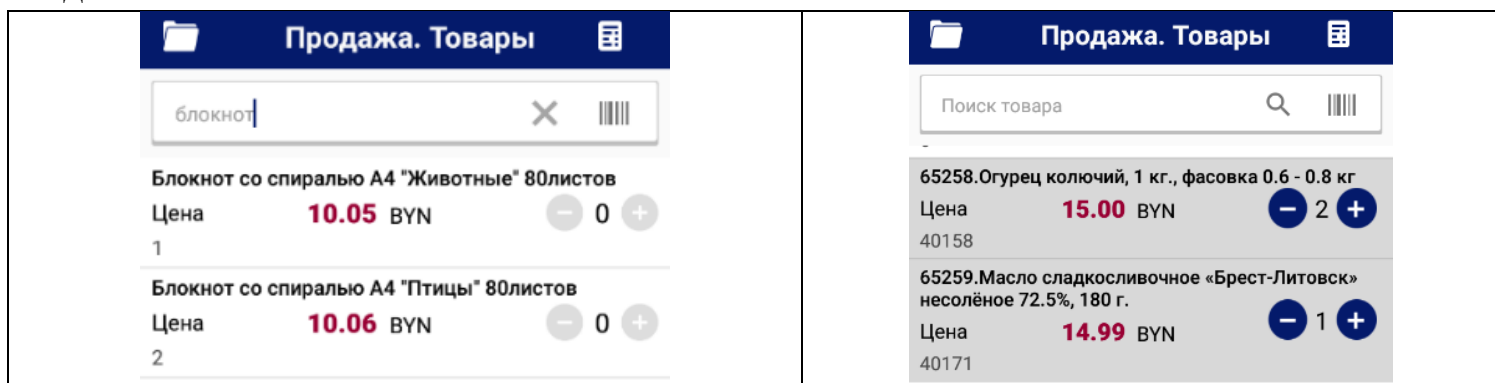 Продажа. Товары
блокнот
Блокнот со спиралью А4 "Животные" 80листов
Цена 10.05 BYN 0
1
Блокнот со спиралью А4 "Птицы" 80листов
Цена 10.06 BYN 0
2
Продажа. Товары
Поиск товара
65258.Огурец колючий, 1 кг., фасовка 0.6 - 0.8 кг
Цена 15.00 BYN 2
40158
65259.Масло сладкосливочное «Брест-Литовск»
несолёное 72.5%, 180 г.
Цена 14.99 BYN 1
40171